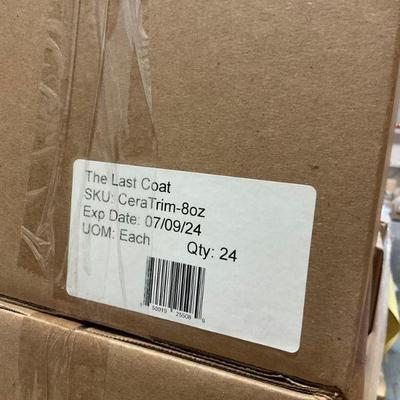 The Last Coat
SKU: CeraTrim-8oz
Exp Date: 07/09/24
UOM: Each Qty: 24